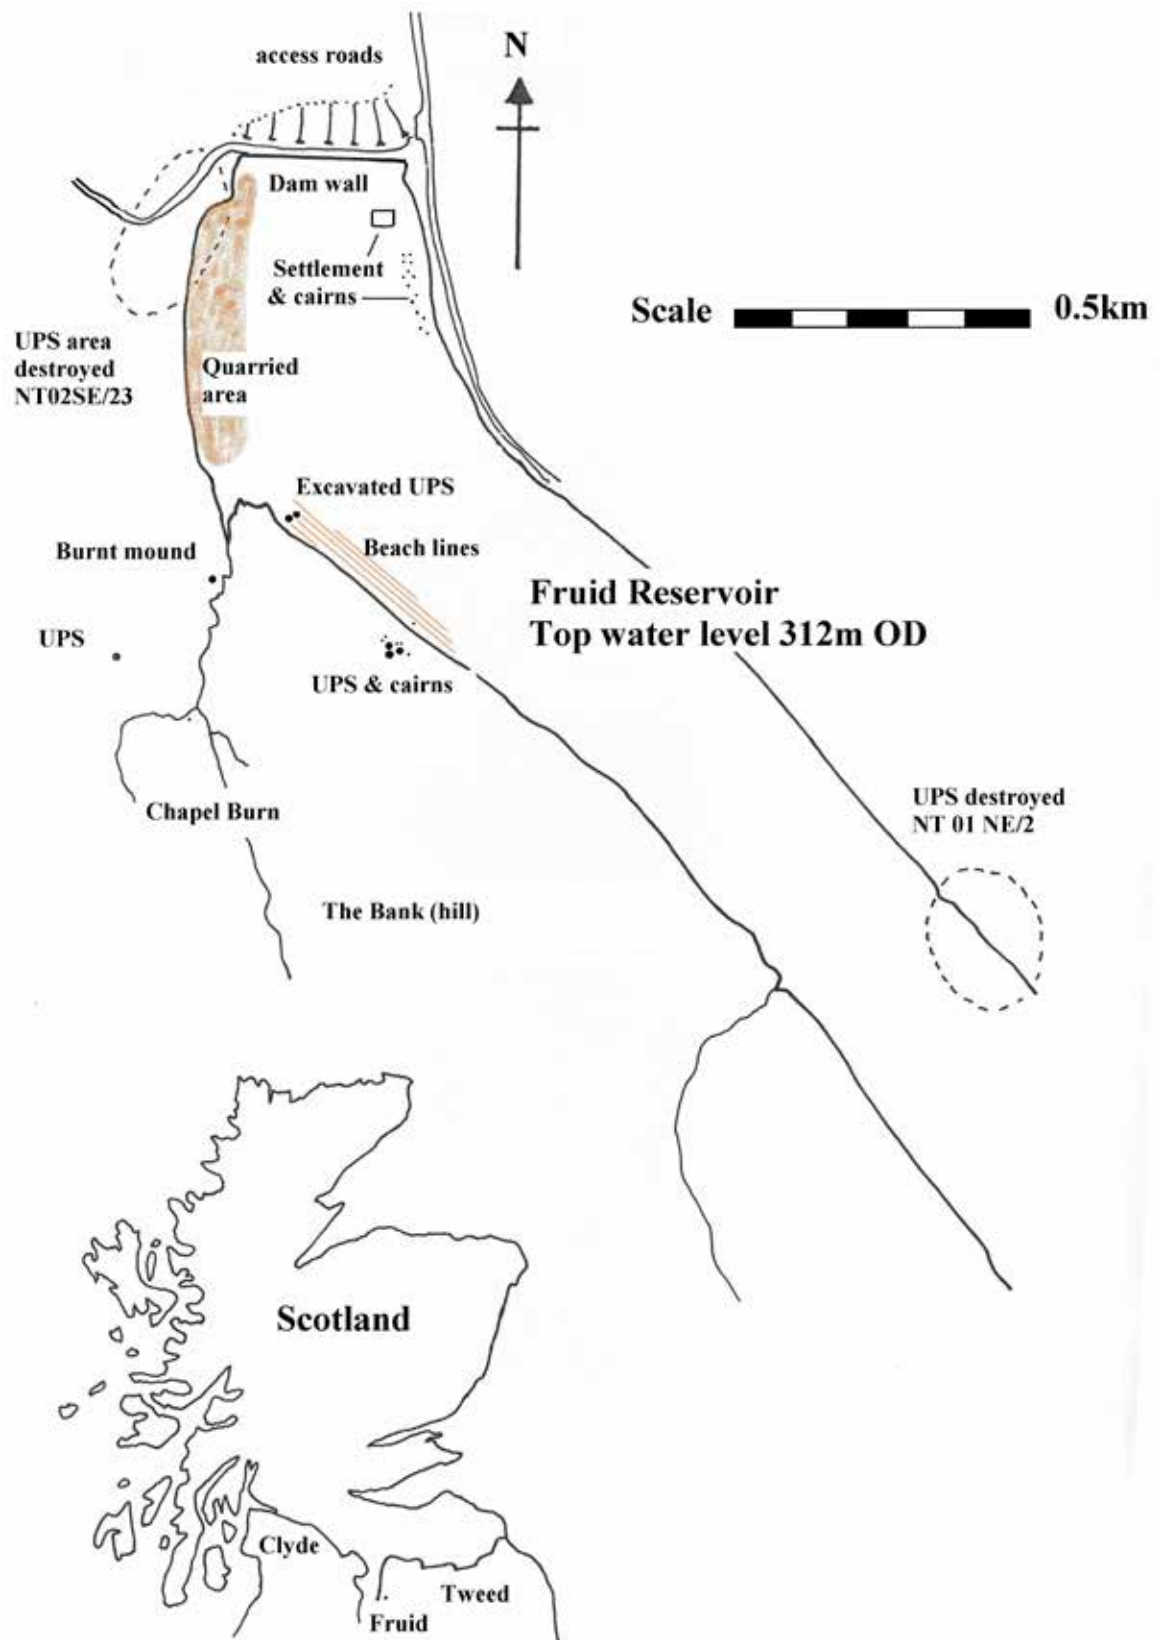 access roads
N
Dam wall
Settlement
& cairns
Scale
0.5km
UPS area
destroyed
NT02SE/23
Quarried
area
Excavated UPS
Burnt mound
Beach lines
Fruid Reservoir
Top water level 312m OD
UPS
UPS & cairns
UPS destroyed
NT 01 NE/2
Chapel Burn
The Bank (hill)
Scotland
Clyde
Tweed
Fruid